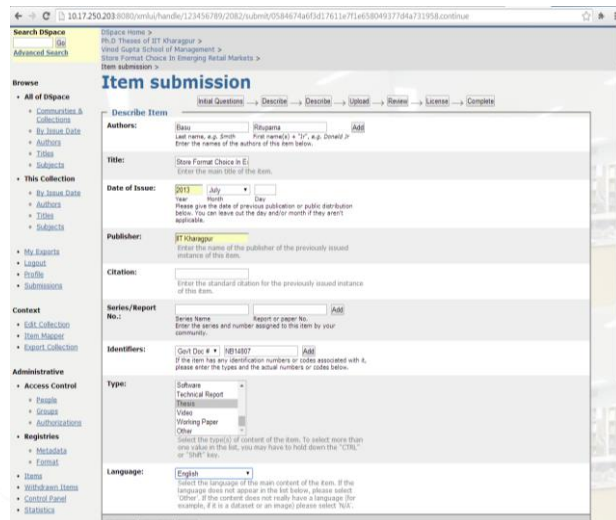 10.17.250.203:8080/xmlui/handle/123456789/2082/submit/0584674a6f3d17611e7f1e658049377d4a731958.continue
Search DSpace
Go
Advanced Search
Browse
All of DSpace
Communities &
Collections
By Issue Date
Authors
Titles
Subjects
This Collection
By Issue Date
Authors
Titles
Subjects
My Exports
Logout
Profile
Submissions
Context
Edit Collection
Item Mapper
Export Collection
Administrative
Access Control
People
Groups
Authorizations
Registries
Metadata
Format
Items
Withdrawn Items
Control Panel
Statistics
DSpace Home >
Ph.D Theses of IIT Kharagpur >
Vinod Gupta School of Management >
Store Format Choice In Emerging Retail Markets >
Item submission >
Item submission
Initial Questions → Describe → Describe → Upload → Review → License → Complete
Describe Item
Authors:
Basu Rituparna Add
Last name, e.g. Smith First name(s) + "Jr", e.g. Donald Jr
Enter the names of the authors of this item below.
Title:
Store Format Choice In E
Enter the main title of the item.
Date of Issue:
2013 July
Year Month Day
Please give the date of previous publication or public distribution
below. You can leave out the day and/or month if they aren't
applicable.
Publisher:
IIT Kharagpur
Enter the name of the publisher of the previously issued
instance of this item.
Citation:
Enter the standard citation for the previously issued instance
of this item.
Series/Report
No.:
Add
Series Name Report or paper No.
Enter the series and number assigned to this item by your
community.
Identifiers:
Gov't Doc # NB14807 Add
If the item has any identification numbers or codes associated with it,
please enter the types and the actual numbers or codes below.
Type:
Software
Technical Report
Thesis
Video
Working Paper
Other
Select the type(s) of content of the item. To select more than
one value in the list, you may have to hold down the "CTRL"
or "Shift" key.
Language:
English
Select the language of the main content of the item. If the
language does not appear in the list below, please select
'Other'. If the content does not really have a language (for
example, if it is a dataset or an image) please select 'N/A'.